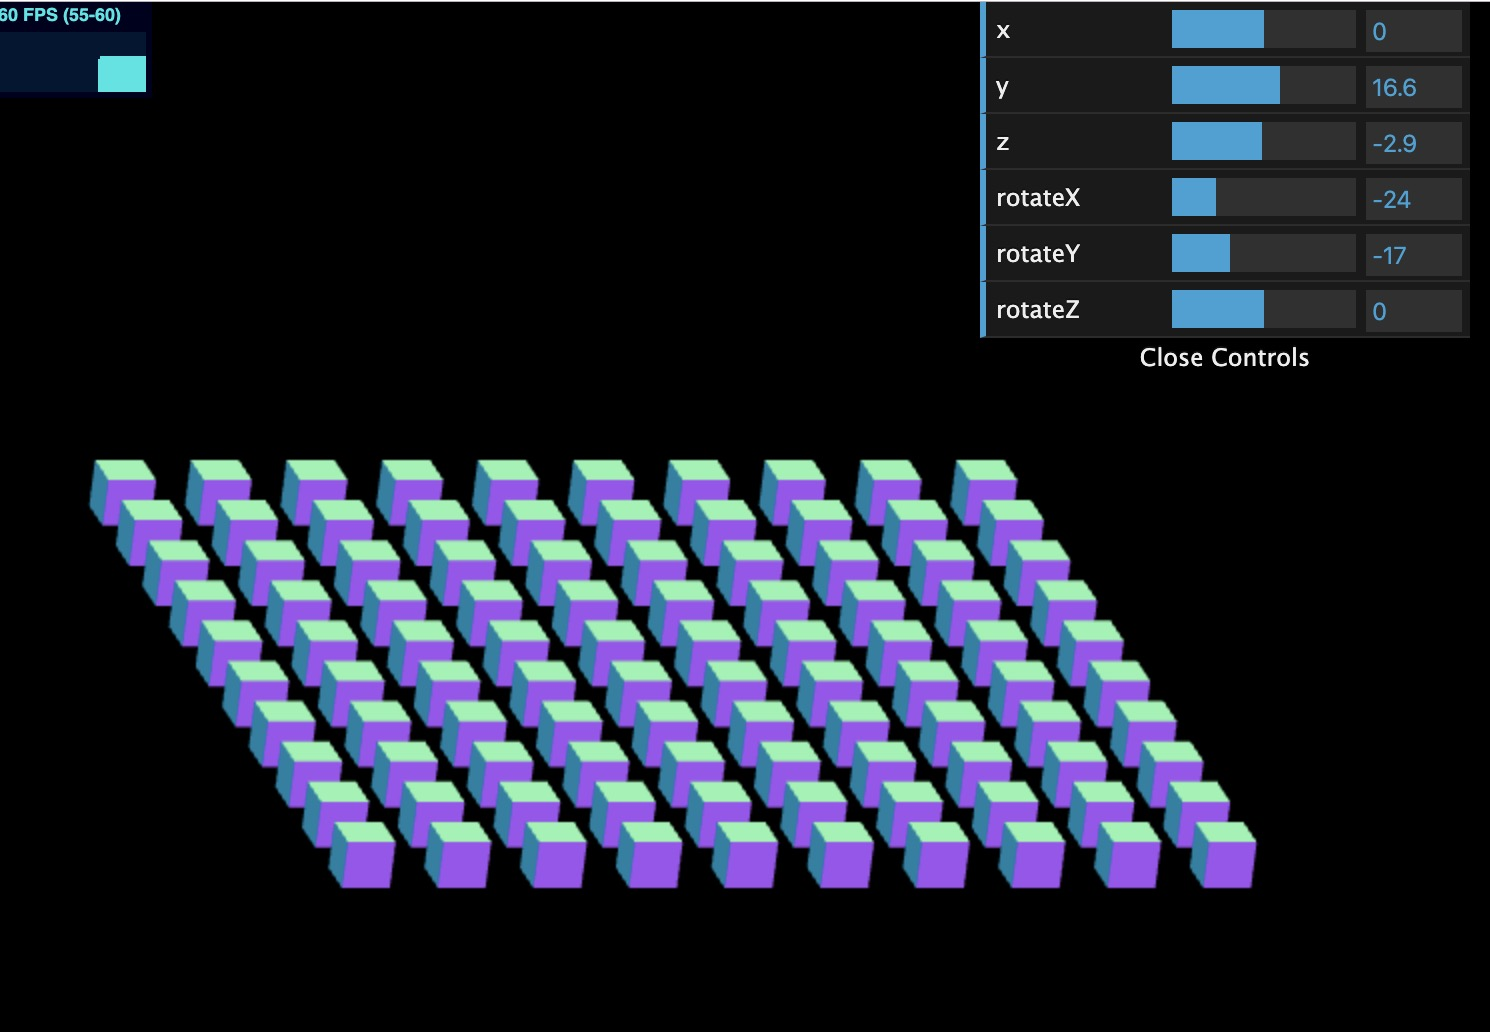 60 FPS (55-60)
x 0
y 16.6
z -2.9
rotateX -24
rotateY -17
rotateZ 0
Close Controls